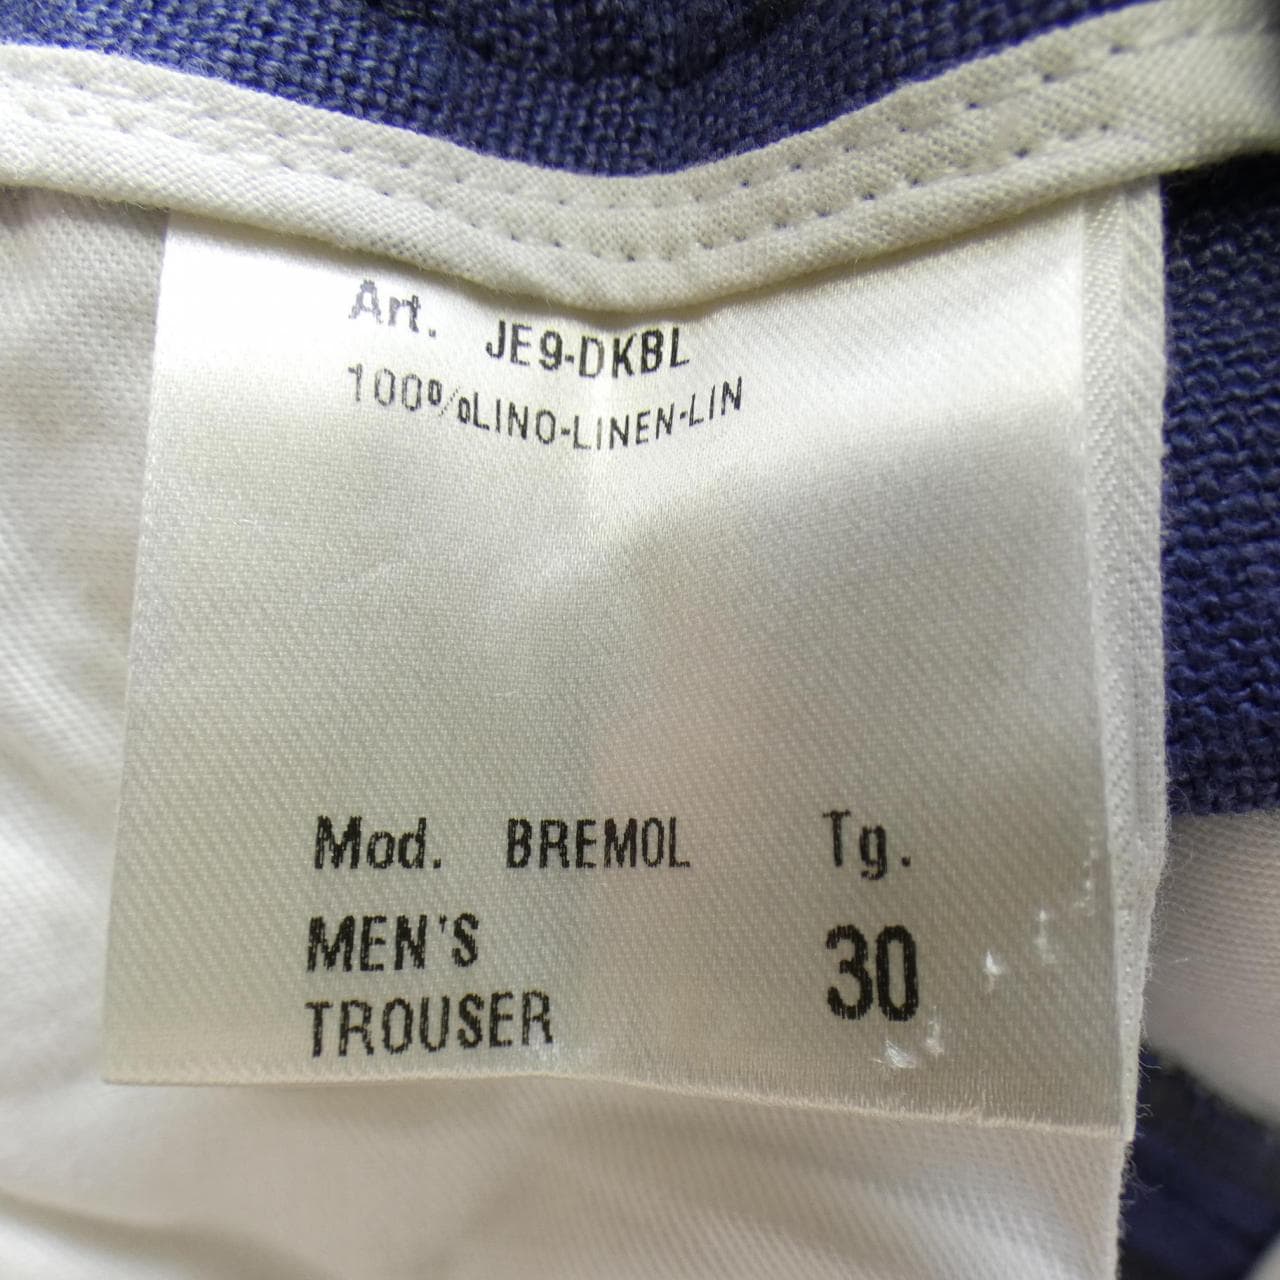 Art. JE9-DKBL
100%LINO-LINEN-LIN
Mod. BREMOL Tg.
MEN'S 30
TROUSER